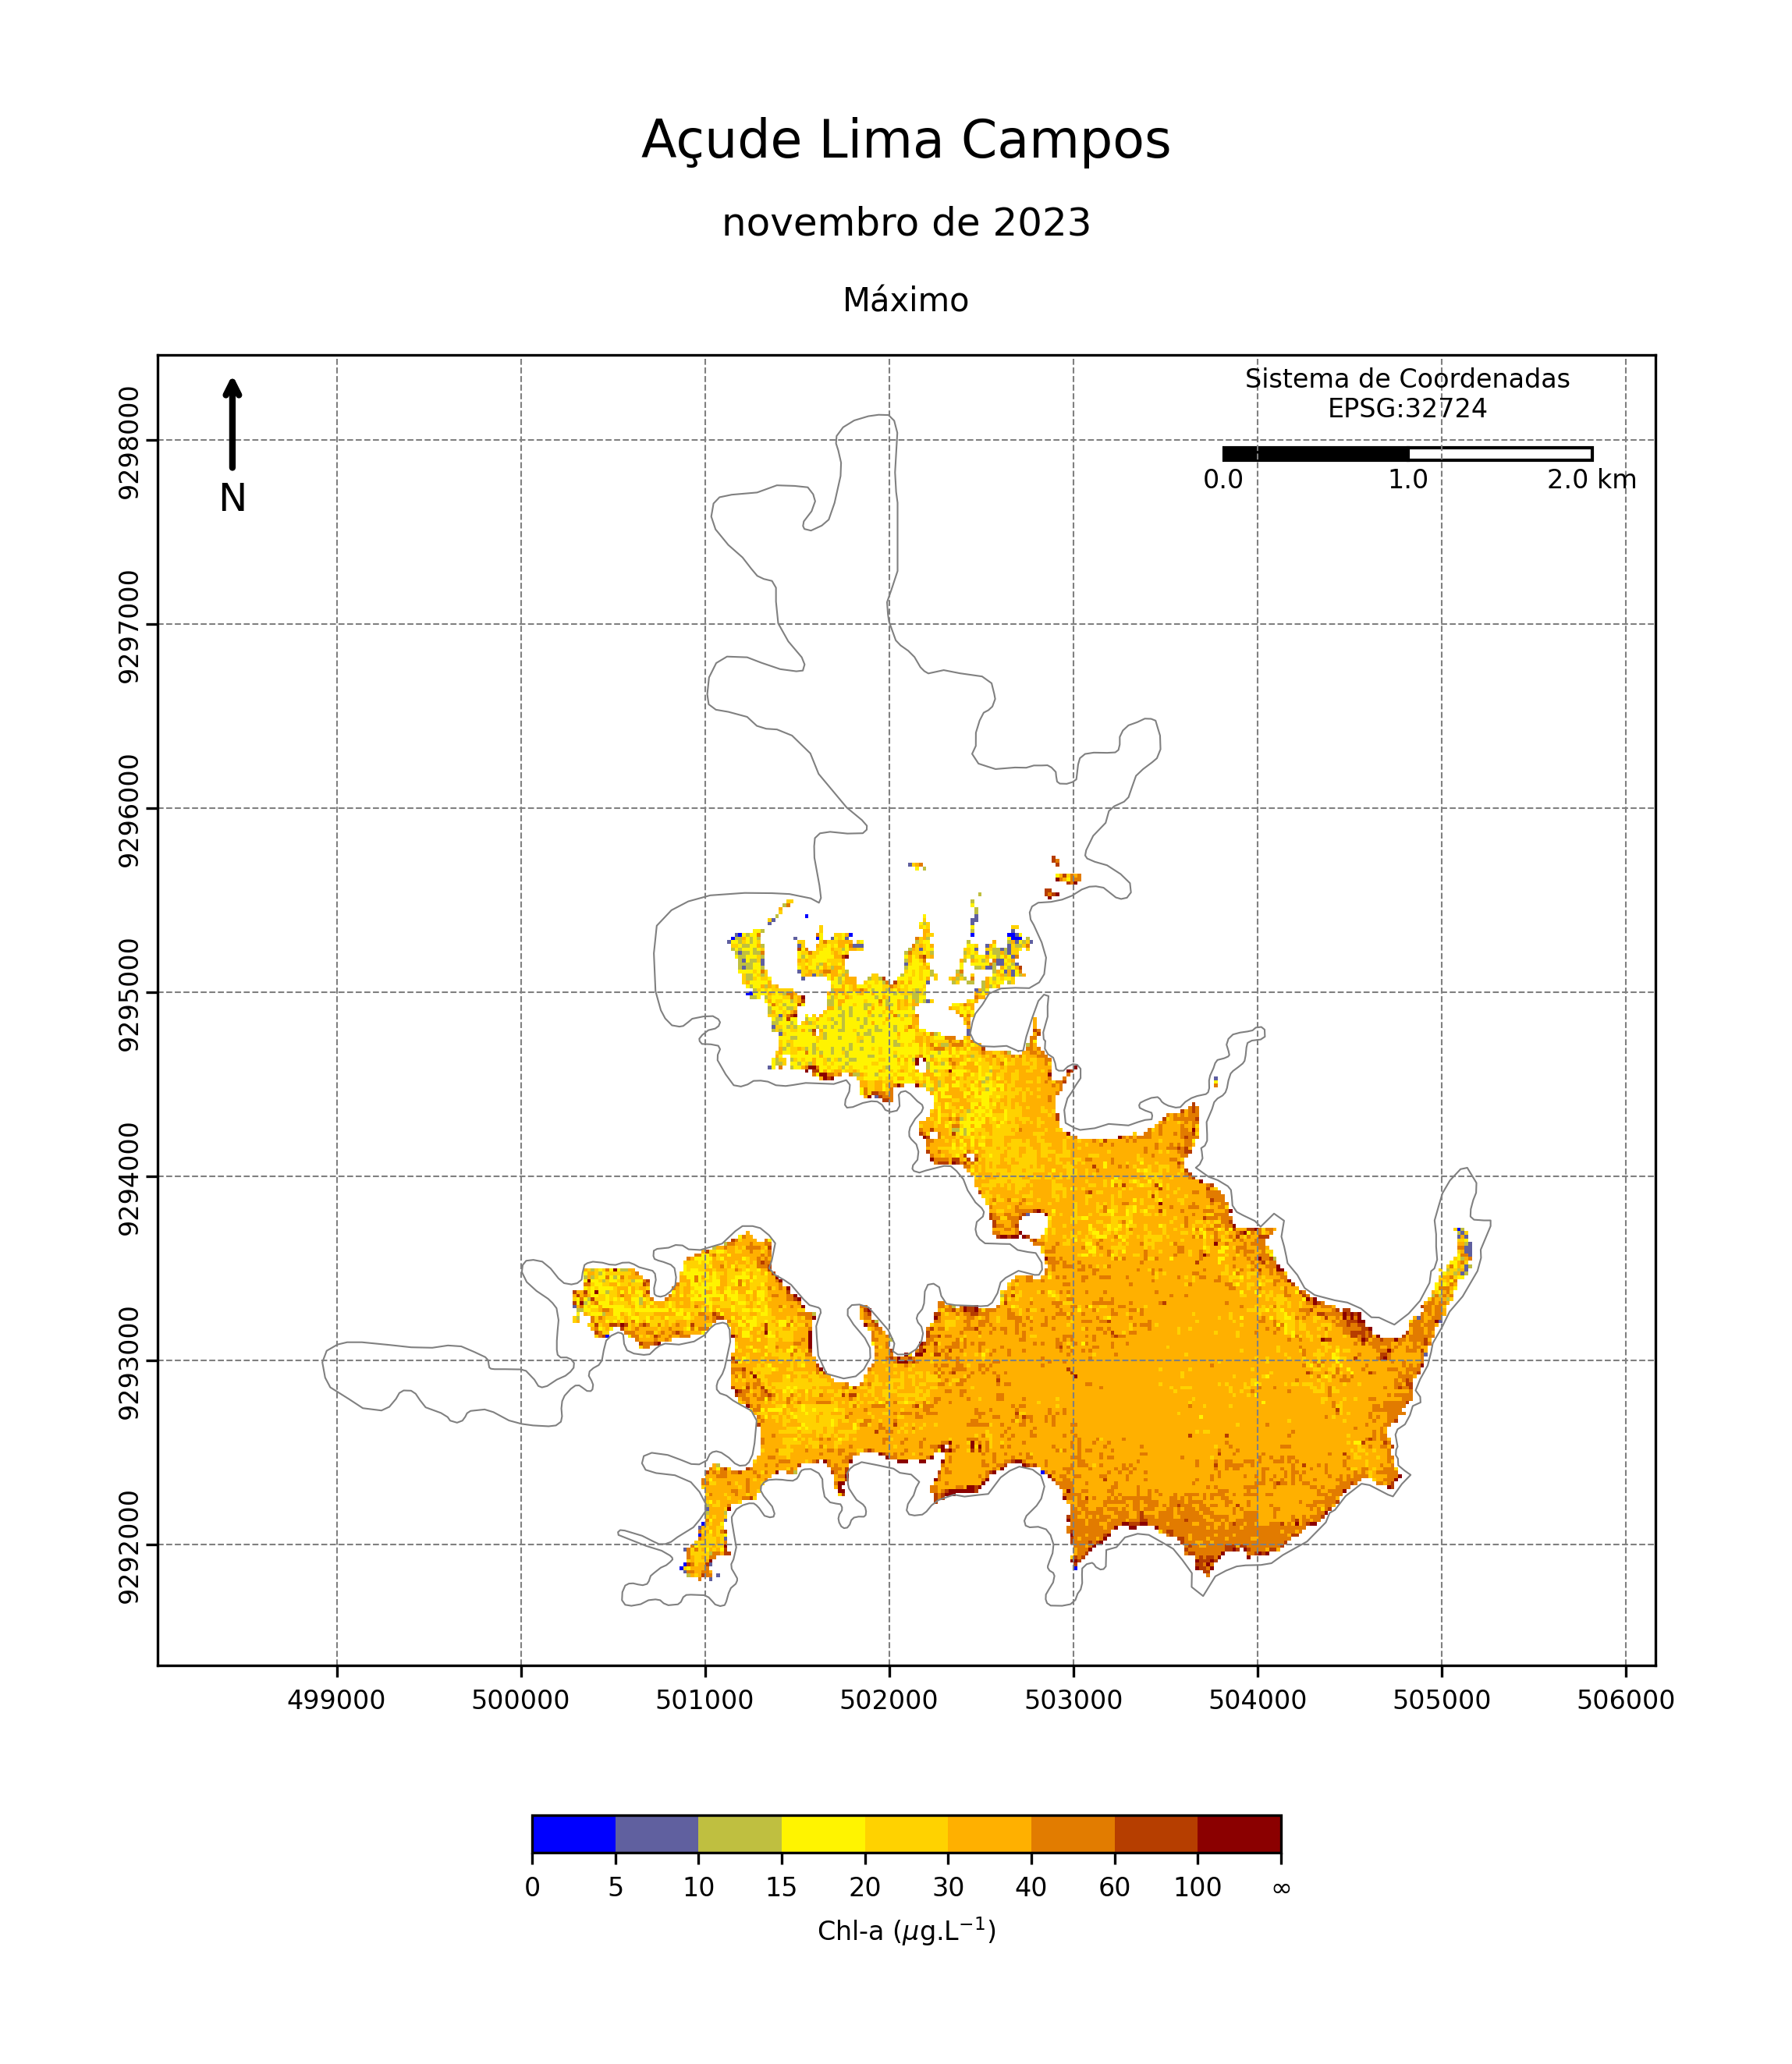 Açude Lima Campos
novembro de 2023
Máximo
Sistema de Coordenadas
EPSG:32724
0.0 1.0 2.0 km
N
9298000
9297000
9296000
9295000
9294000
9293000
9292000
499000 500000 501000 502000 503000 504000 505000 506000
0 5 10 15 20 30 40 60 100 ∞
Chl-a (μg.L⁻¹)